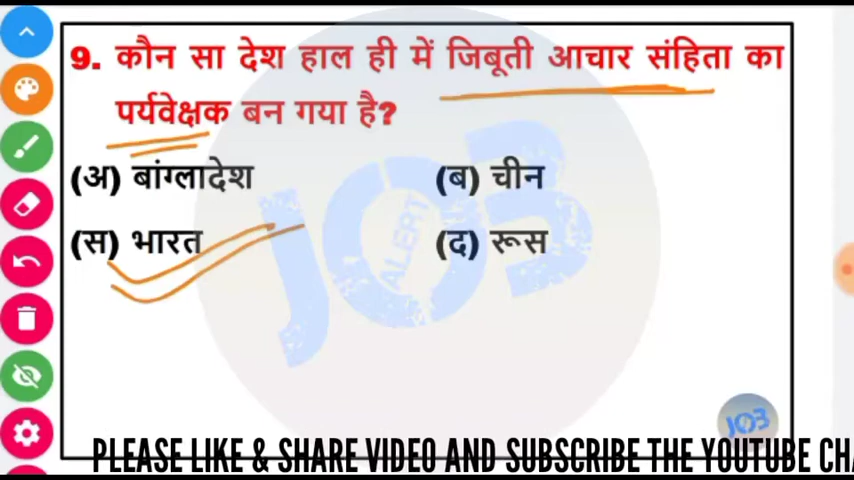 9. कौन सा देश हाल ही में जिबूती आचार संहिता का
पर्यवेक्षक बन गया है?
(अ) बांग्लादेश (ब) चीन
(स) भारत (द) रूस
JOB
ALERT
JOB
PLEASE LIKE & SHARE VIDEO AND SUBSCRIBE THE YOUTUBE CHA